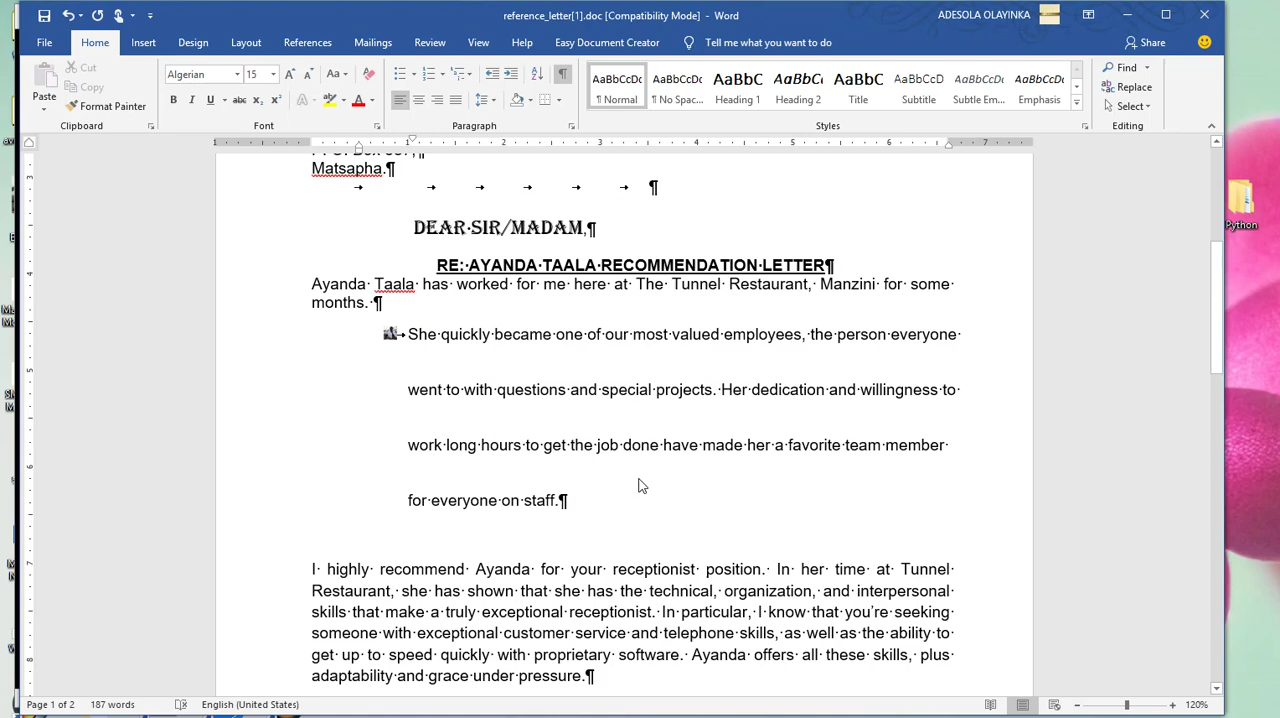 reference_letter[1].doc [Compatibility Mode] - Word
ADESOLA OLAYINKA
File Home Insert Design Layout References Mailings Review View Help Easy Document Creator Tell me what you want to do Share
Paste
Cut
Copy
Format Painter
Clipboard
Algerian 15
Font
Paragraph
AaBbCcDc ¶ Normal
AaBbCcDc ¶ No Spac...
AaBbC Heading 1
AaBbC Heading 2
AaBbC Title
AaBbCcD Subtitle
AaBbCcDc Subtle Em...
AaBbCcDc Emphasis
Styles
Find
Replace
Select
Editing
Matsapha.¶
DEAR SIR/MADAM,¶
RE: AYANDA TAALA RECOMMENDATION LETTER¶
Ayanda Taala has worked for me here at The Tunnel Restaurant, Manzini for some
months. ¶
She quickly became one of our most valued employees, the person everyone
went to with questions and special projects. Her dedication and willingness to
work long hours to get the job done have made her a favorite team member
for everyone on staff.¶
I highly recommend Ayanda for your receptionist position. In her time at Tunnel
Restaurant, she has shown that she has the technical, organization, and interpersonal
skills that make a truly exceptional receptionist. In particular, I know that you're seeking
someone with exceptional customer service and telephone skills, as well as the ability to
get up to speed quickly with proprietary software. Ayanda offers all these skills, plus
adaptability and grace under pressure.¶
Python
Page 1 of 2 187 words English (United States) 120%